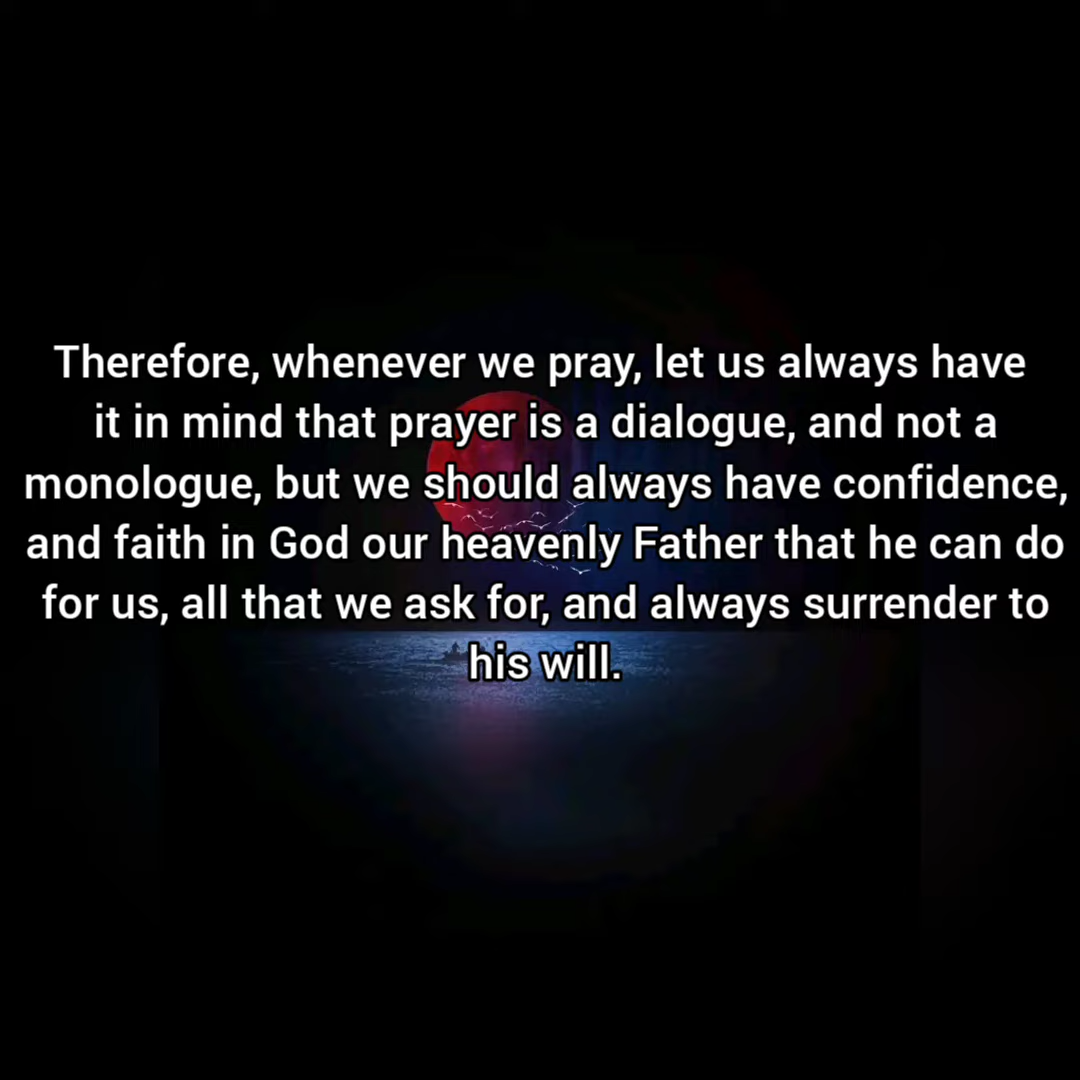 Therefore, whenever we pray, let us always have
it in mind that prayer is a dialogue, and not a
monologue, but we should always have confidence,
and faith in God our heavenly Father that he can do
for us, all that we ask for, and always surrender to
his will.